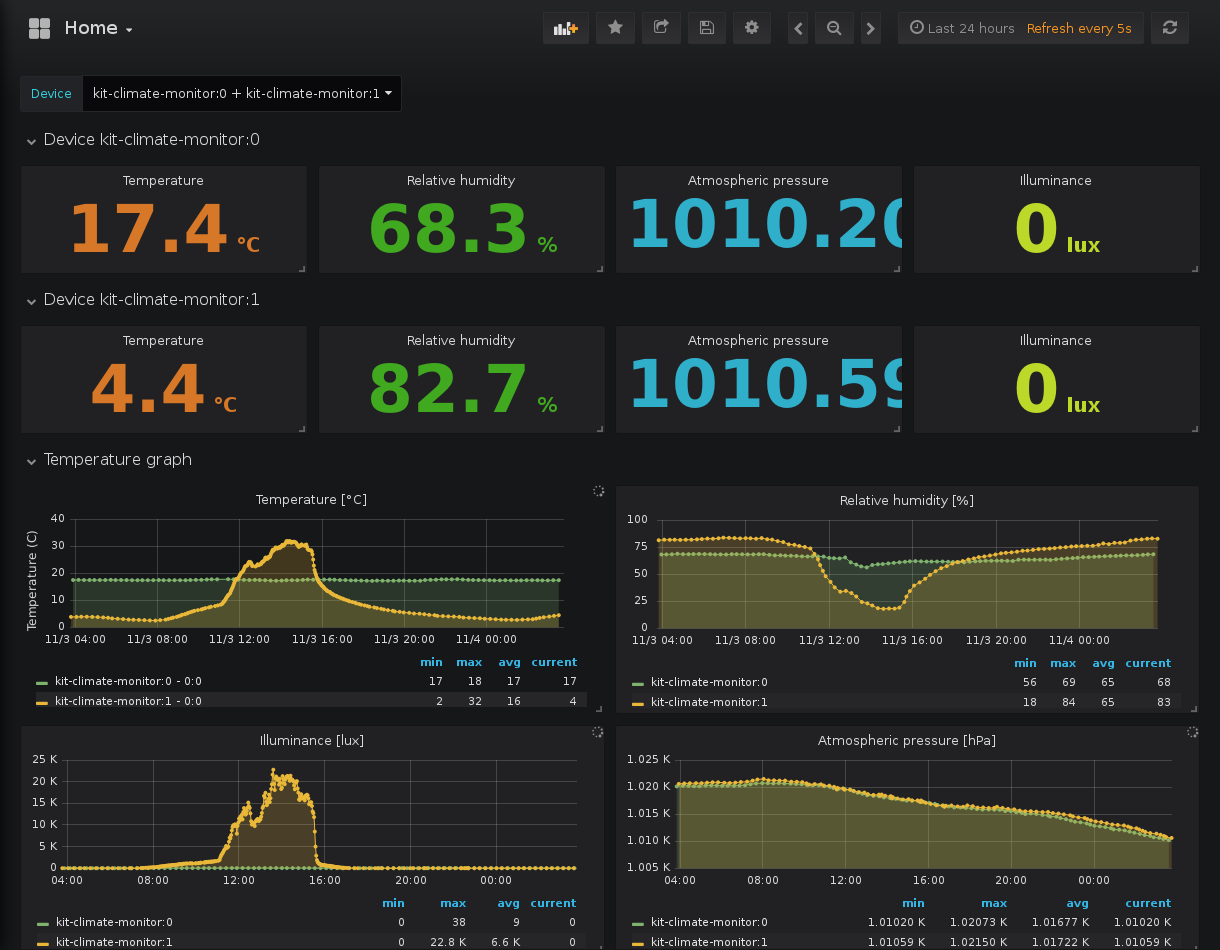 Home
Last 24 hours Refresh every 5s
Device kit-climate-monitor:0 + kit-climate-monitor:1
Device kit-climate-monitor:0
Temperature Relative humidity Atmospheric pressure Illuminance
17.4 °C 68.3 % 1010.20 0 lux
Device kit-climate-monitor:1
Temperature Relative humidity Atmospheric pressure Illuminance
4.4 °C 82.7 % 1010.59 0 lux
Temperature graph
Temperature [°C]
Temperature (C)
40
30
20
10
0
11/3 04:00 11/3 08:00 11/3 12:00 11/3 16:00 11/3 20:00 11/4 00:00
min max avg current
kit-climate-monitor:0 - 0:0 17 18 17 17
kit-climate-monitor:1 - 0:0 2 32 16 4
Relative humidity [%]
100
75
50
25
0
11/3 04:00 11/3 08:00 11/3 12:00 11/3 16:00 11/3 20:00 11/4 00:00
min max avg current
kit-climate-monitor:0 56 69 65 68
kit-climate-monitor:1 18 84 65 83
Illuminance [lux]
25 K
20 K
15 K
10 K
5 K
0
04:00 08:00 12:00 16:00 20:00 00:00
min max avg current
kit-climate-monitor:0 0 38 9 0
kit-climate-monitor:1 0 22.8 K 6.6 K 0
Atmospheric pressure [hPa]
1.025 K
1.020 K
1.015 K
1.010 K
1.005 K
04:00 08:00 12:00 16:00 20:00 00:00
min max avg current
kit-climate-monitor:0 1.01020 K 1.02073 K 1.01677 K 1.01020 K
kit-climate-monitor:1 1.01059 K 1.02150 K 1.01722 K 1.01059 K